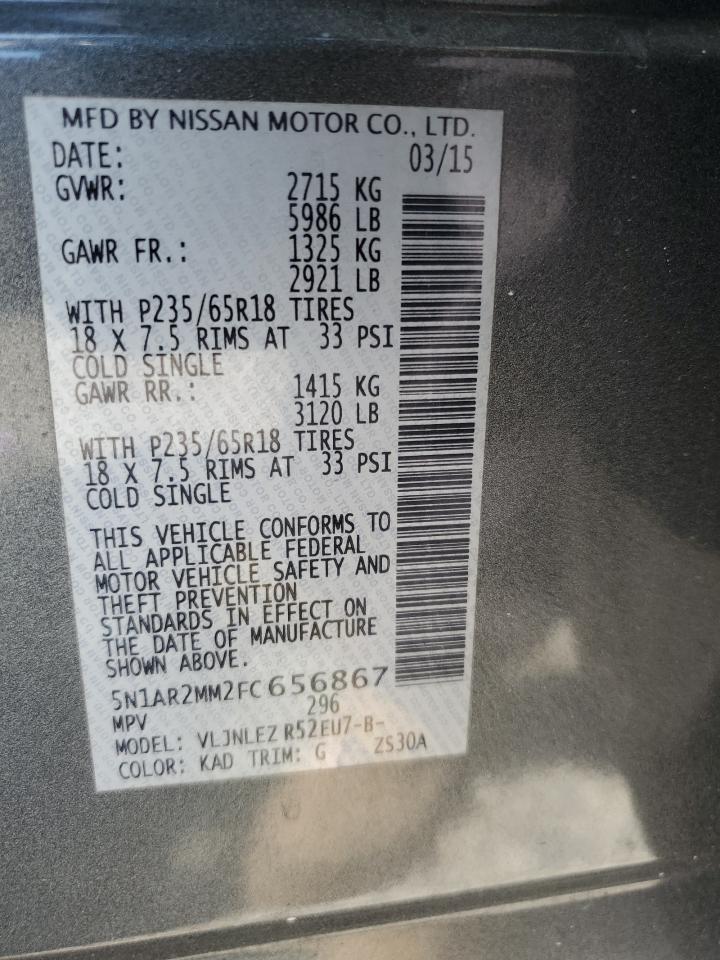 MFD BY NISSAN MOTOR CO., LTD.
DATE: 03/15
GVWR: 2715 KG
5986 LB
GAWR FR.: 1325 KG
2921 LB
WITH P235/65R18 TIRES
18 X 7.5 RIMS AT 33 PSI
COLD SINGLE
GAWR RR.: 1415 KG
3120 LB
WITH P235/65R18 TIRES
18 X 7.5 RIMS AT 33 PSI
COLD SINGLE
THIS VEHICLE CONFORMS TO
ALL APPLICABLE FEDERAL
MOTOR VEHICLE SAFETY AND
THEFT PREVENTION
STANDARDS IN EFFECT ON
THE DATE OF MANUFACTURE
SHOWN ABOVE.
5N1AR2MM2FC656867
MPV 296
MODEL: VLJNLEZ R52EU7-B-
COLOR: KAD TRIM: G ZS30A